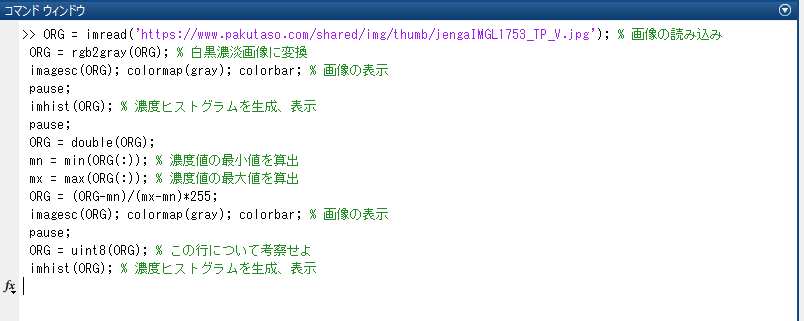 コマンド ウィンドウ
>> ORG = imread('https://www.pakutaso.com/shared/img/thumb/jengaIMGL1753_TP_V.jpg'); % 画像の読み込み
ORG = rgb2gray(ORG); % 白黒濃淡画像に変換
imagesc(ORG); colormap(gray); colorbar; % 画像の表示
pause;
imhist(ORG); % 濃度ヒストグラムを生成、表示
pause;
ORG = double(ORG);
mn = min(ORG(:)); % 濃度値の最小値を算出
mx = max(ORG(:)); % 濃度値の最大値を算出
ORG = (ORG-mn)/(mx-mn)*255;
imagesc(ORG); colormap(gray); colorbar; % 画像の表示
pause;
ORG = uint8(ORG); % この行について考察せよ
imhist(ORG); % 濃度ヒストグラムを生成、表示
fx